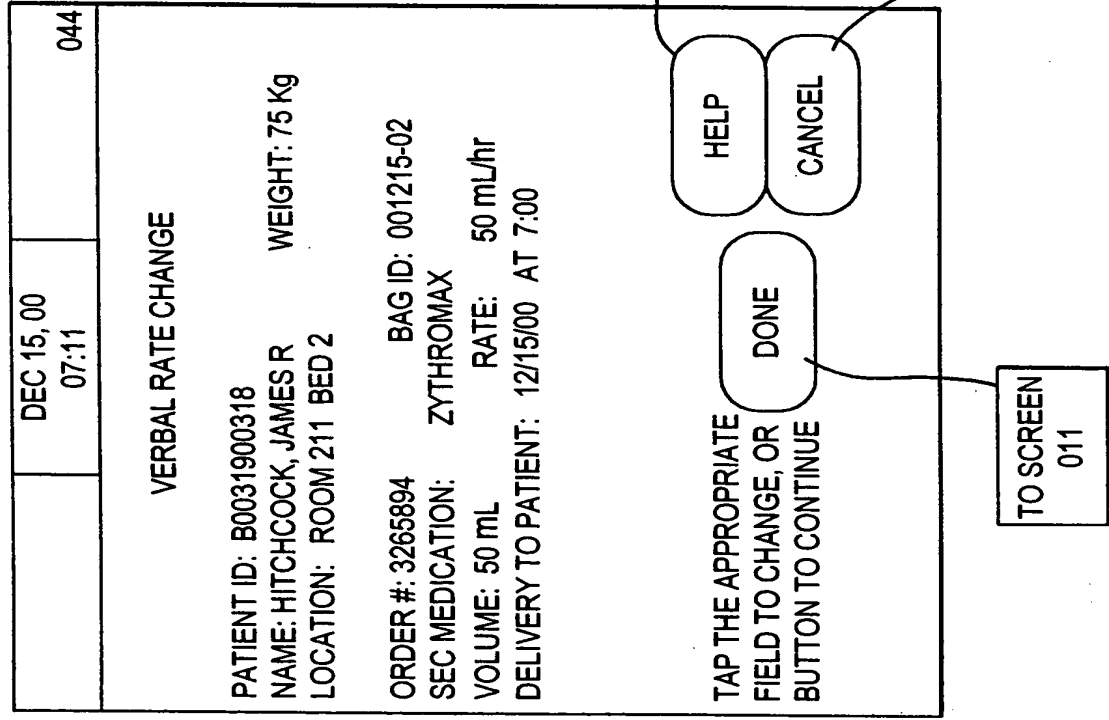 DEC 15, 00
07:11
044
VERBAL RATE CHANGE
PATIENT ID: B0031900318
NAME: HITCHCOCK, JAMES R WEIGHT: 75 Kg
LOCATION: ROOM 211 BED 2
ORDER #: 3265894 BAG ID: 001215-02
SEC MEDICATION: ZYTHROMAX
VOLUME: 50 mL RATE: 50 mL/hr
DELIVERY TO PATIENT: 12/15/00 AT 7:00
TAP THE APPROPRIATE
FIELD TO CHANGE, OR
BUTTON TO CONTINUE
DONE
HELP
CANCEL
TO SCREEN
011